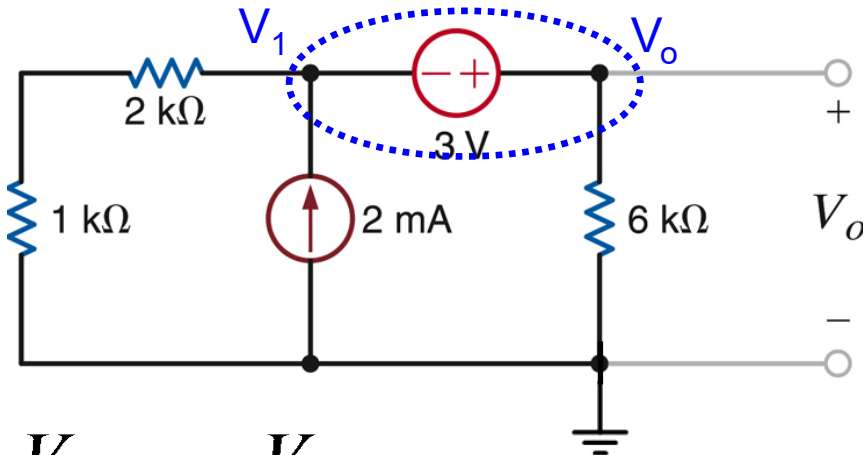 V1 Vo
2 kΩ
− +
3 V
+
1 kΩ
2 mA
6 kΩ
Vo
−
V V